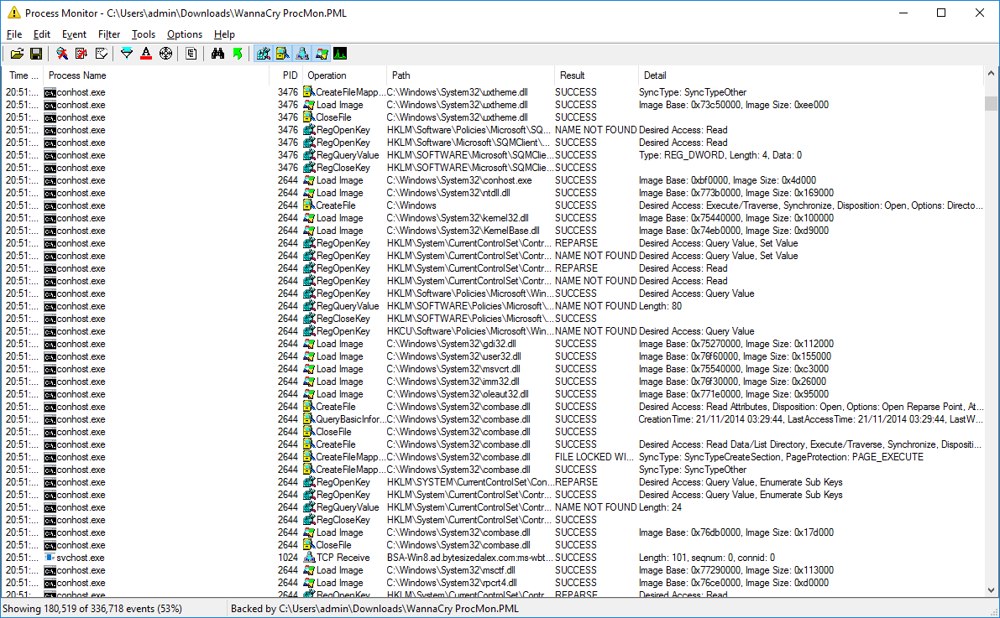 Process Monitor - C:\Users\admin\Downloads\WannaCry ProcMon.PML
File Edit Event Filter Tools Options Help
Time ... Process Name PID Operation Path Result Detail
20:51:... conhost.exe 3476 CreateFileMapp... C:\Windows\System32\uxtheme.dll SUCCESS SyncType: SyncTypeOther
20:51:... conhost.exe 3476 Load Image C:\Windows\System32\uxtheme.dll SUCCESS Image Base: 0x73c50000, Image Size: 0xee000
20:51:... conhost.exe 3476 CloseFile C:\Windows\System32\uxtheme.dll SUCCESS
20:51:... conhost.exe 3476 RegOpenKey HKLM\Software\Policies\Microsoft\SQ... NAME NOT FOUND Desired Access: Read
20:51:... conhost.exe 3476 RegOpenKey HKLM\Software\Microsoft\SQMClient\... SUCCESS Desired Access: Read
20:51:... conhost.exe 3476 RegQueryValue HKLM\SOFTWARE\Microsoft\SQMClie... SUCCESS Type: REG_DWORD, Length: 4, Data: 0
20:51:... conhost.exe 3476 RegCloseKey HKLM\SOFTWARE\Microsoft\SQMClie... SUCCESS
20:51:... conhost.exe 2644 Load Image C:\Windows\System32\conhost.exe SUCCESS Image Base: 0xbf0000, Image Size: 0x4d000
20:51:... conhost.exe 2644 Load Image C:\Windows\System32\ntdll.dll SUCCESS Image Base: 0x773b0000, Image Size: 0x169000
20:51:... conhost.exe 2644 CreateFile C:\Windows SUCCESS Desired Access: Execute/Traverse, Synchronize, Disposition: Open, Options: Directo...
20:51:... conhost.exe 2644 Load Image C:\Windows\System32\kernel32.dll SUCCESS Image Base: 0x75440000, Image Size: 0x100000
20:51:... conhost.exe 2644 Load Image C:\Windows\System32\KernelBase.dll SUCCESS Image Base: 0x74eb0000, Image Size: 0xd9000
20:51:... conhost.exe 2644 RegOpenKey HKLM\System\CurrentControlSet\Contr... REPARSE Desired Access: Query Value, Set Value
20:51:... conhost.exe 2644 RegOpenKey HKLM\System\CurrentControlSet\Contr... NAME NOT FOUND Desired Access: Query Value, Set Value
20:51:... conhost.exe 2644 RegOpenKey HKLM\System\CurrentControlSet\Contr... REPARSE Desired Access: Read
20:51:... conhost.exe 2644 RegOpenKey HKLM\System\CurrentControlSet\Contr... NAME NOT FOUND Desired Access: Read
20:51:... conhost.exe 2644 RegOpenKey HKLM\Software\Policies\Microsoft\Win... SUCCESS Desired Access: Query Value
20:51:... conhost.exe 2644 RegQueryValue HKLM\SOFTWARE\Policies\Microsoft\... NAME NOT FOUND Length: 80
20:51:... conhost.exe 2644 RegCloseKey HKLM\SOFTWARE\Policies\Microsoft\... SUCCESS
20:51:... conhost.exe 2644 RegOpenKey HKCU\Software\Policies\Microsoft\Win... NAME NOT FOUND Desired Access: Query Value
20:51:... conhost.exe 2644 Load Image C:\Windows\System32\gdi32.dll SUCCESS Image Base: 0x75270000, Image Size: 0x112000
20:51:... conhost.exe 2644 Load Image C:\Windows\System32\user32.dll SUCCESS Image Base: 0x76f60000, Image Size: 0x155000
20:51:... conhost.exe 2644 Load Image C:\Windows\System32\msvcrt.dll SUCCESS Image Base: 0x75540000, Image Size: 0xc3000
20:51:... conhost.exe 2644 Load Image C:\Windows\System32\imm32.dll SUCCESS Image Base: 0x76f30000, Image Size: 0x26000
20:51:... conhost.exe 2644 Load Image C:\Windows\System32\oleaut32.dll SUCCESS Image Base: 0x771e0000, Image Size: 0x95000
20:51:... conhost.exe 2644 CreateFile C:\Windows\System32\combase.dll SUCCESS Desired Access: Read Attributes, Disposition: Open, Options: Open Reparse Point, At...
20:51:... conhost.exe 2644 QueryBasicInfor... C:\Windows\System32\combase.dll SUCCESS CreationTime: 21/11/2014 03:29:44, LastAccessTime: 21/11/2014 03:29:44, LastW...
20:51:... conhost.exe 2644 CloseFile C:\Windows\System32\combase.dll SUCCESS
20:51:... conhost.exe 2644 CreateFile C:\Windows\System32\combase.dll SUCCESS Desired Access: Read Data/List Directory, Execute/Traverse, Synchronize, Dispositi...
20:51:... conhost.exe 2644 CreateFileMapp... C:\Windows\System32\combase.dll FILE LOCKED WI... SyncType: SyncTypeCreateSection, PageProtection: PAGE_EXECUTE
20:51:... conhost.exe 2644 CreateFileMapp... C:\Windows\System32\combase.dll SUCCESS SyncType: SyncTypeOther
20:51:... conhost.exe 2644 RegOpenKey HKLM\SYSTEM\CurrentControlSet\Con... REPARSE Desired Access: Query Value, Enumerate Sub Keys
20:51:... conhost.exe 2644 RegOpenKey HKLM\System\CurrentControlSet\Contr... SUCCESS Desired Access: Query Value, Enumerate Sub Keys
20:51:... conhost.exe 2644 RegQueryValue HKLM\System\CurrentControlSet\Contr... NAME NOT FOUND Length: 24
20:51:... conhost.exe 2644 RegCloseKey HKLM\System\CurrentControlSet\Contr... SUCCESS
20:51:... conhost.exe 2644 Load Image C:\Windows\System32\combase.dll SUCCESS Image Base: 0x76db0000, Image Size: 0x17d000
20:51:... conhost.exe 2644 CloseFile C:\Windows\System32\combase.dll SUCCESS
20:51:... svchost.exe 1024 TCP Receive BSA-Win8.ad.bytesizedalex.com:ms-wbt... SUCCESS Length: 101, seqnum: 0, connid: 0
20:51:... conhost.exe 2644 Load Image C:\Windows\System32\msctf.dll SUCCESS Image Base: 0x77290000, Image Size: 0x113000
20:51:... conhost.exe 2644 Load Image C:\Windows\System32\rpcrt4.dll SUCCESS Image Base: 0x76ce0000, Image Size: 0xd0000
20:51:... conhost.exe 2644 RegOpenKey HKLM\System\CurrentControlSet\Contr... REPARSE Desired Access: Read
Showing 180,519 of 336,718 events (53%) Backed by C:\Users\admin\Downloads\WannaCry ProcMon.PML